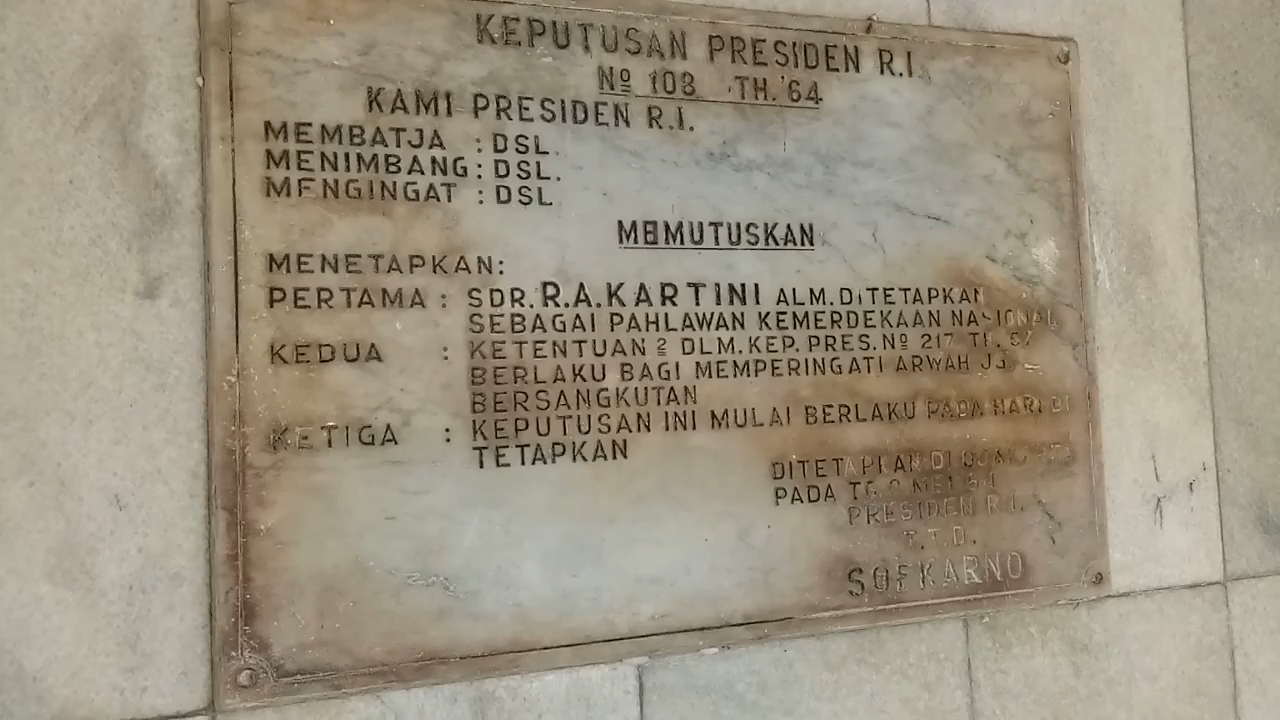 KEPUTUSAN PRESIDEN R.I.
Nº 108 TH.'64
KAMI PRESIDEN R.I.
MEMBATJA : DSL.
MENIMBANG : DSL.
MENGINGAT : DSL
MEMUTUSKAN
MENETAPKAN:
PERTAMA : SDR. R.A. KARTINI ALM. DITETAPKAN
SEBAGAI PAHLAWAN KEMERDEKAAN NASIONAL
KEDUA : KETENTUAN 2 DLM. KEP. PRES. Nº 217 TH.
BERLAKU BAGI MEMPERINGATI ARWAH
BERSANGKUTAN
KETIGA : KEPUTUSAN INI MULAI BERLAKU PADA HARI DI
TETAPKAN
DITETAPKAN DI
PADA TG. 2 MEI 64
PRESIDEN R.I.
T.T.D.
SOEKARNO